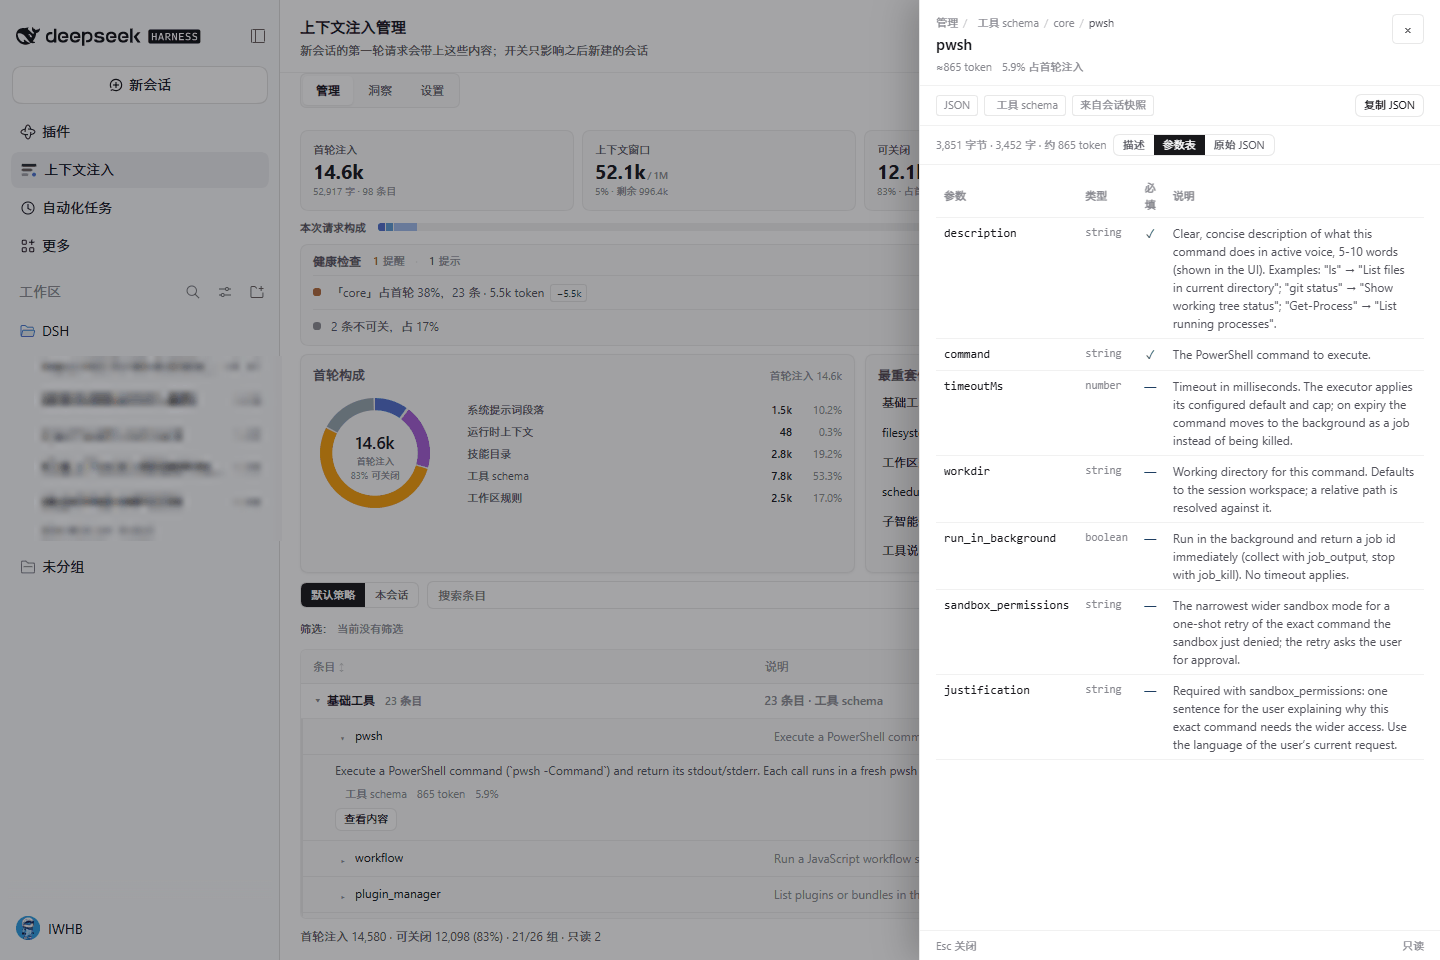 deepseek HARNESS
新会话
插件
上下文注入
自动化任务
更多
工作区
DSH
未分组
IWHB
上下文注入管理
新会话的第一轮请求会带上这些内容；开关只影响之后新建的会话
管理 洞察 设置
首轮注入
14.6k
52,917 字 · 98 条目
上下文窗口
52.1k / 1M
5% · 剩余 996.4k
可关闭
12.1
83% · 占首
本次请求构成
健康检查 1 提醒 · 1 提示
「core」占首轮 38%，23 条 · 5.5k token −5.5k
2 条不可关，占 17%
首轮构成 首轮注入 14.6k
14.6k
首轮注入
83% 可关闭
系统提示词段落 1.5k 10.2%
运行时上下文 48 0.3%
技能目录 2.8k 19.2%
工具 schema 7.8k 53.3%
工作区规则 2.5k 17.0%
最重套
基础工
filesyst
工作区
schedu
子智能
工具说
默认策略 本会话 搜索条目
筛选： 当前没有筛选
条目 说明
基础工具 23 条目 23 条目 · 工具 schema
pwsh Execute a PowerShell comm
Execute a PowerShell command (`pwsh -Command`) and return its stdout/stderr. Each call runs in a fresh pwsh
工具 schema 865 token 5.9%
查看内容
workflow Run a JavaScript workflow s
plugin_manager List plugins or bundles in th
首轮注入 14,580 · 可关闭 12,098 (83%) · 21/26 组 · 只读 2
管理 / 工具 schema / core / pwsh
×
pwsh
≈865 token 5.9% 占首轮注入
JSON 工具 schema 来自会话快照 复制 JSON
3,851 字节 · 3,452 字 · 约 865 token 描述 参数表 原始 JSON
参数 类型 必填 说明
description string ✓ Clear, concise description of what this
command does in active voice, 5-10 words
(shown in the UI). Examples: "ls" → "List files
in current directory"; "git status" → "Show
working tree status"; "Get-Process" → "List
running processes".
command string ✓ The PowerShell command to execute.
timeoutMs number — Timeout in milliseconds. The executor applies
its configured default and cap; on expiry the
command moves to the background as a job
instead of being killed.
workdir string — Working directory for this command. Defaults
to the session workspace; a relative path is
resolved against it.
run_in_background boolean — Run in the background and return a job id
immediately (collect with job_output, stop
with job_kill). No timeout applies.
sandbox_permissions string — The narrowest wider sandbox mode for a
one-shot retry of the exact command the
sandbox just denied; the retry asks the user
for approval.
justification string — Required with sandbox_permissions: one
sentence for the user explaining why this
exact command needs the wider access. Use
the language of the user's current request.
Esc 关闭 只读